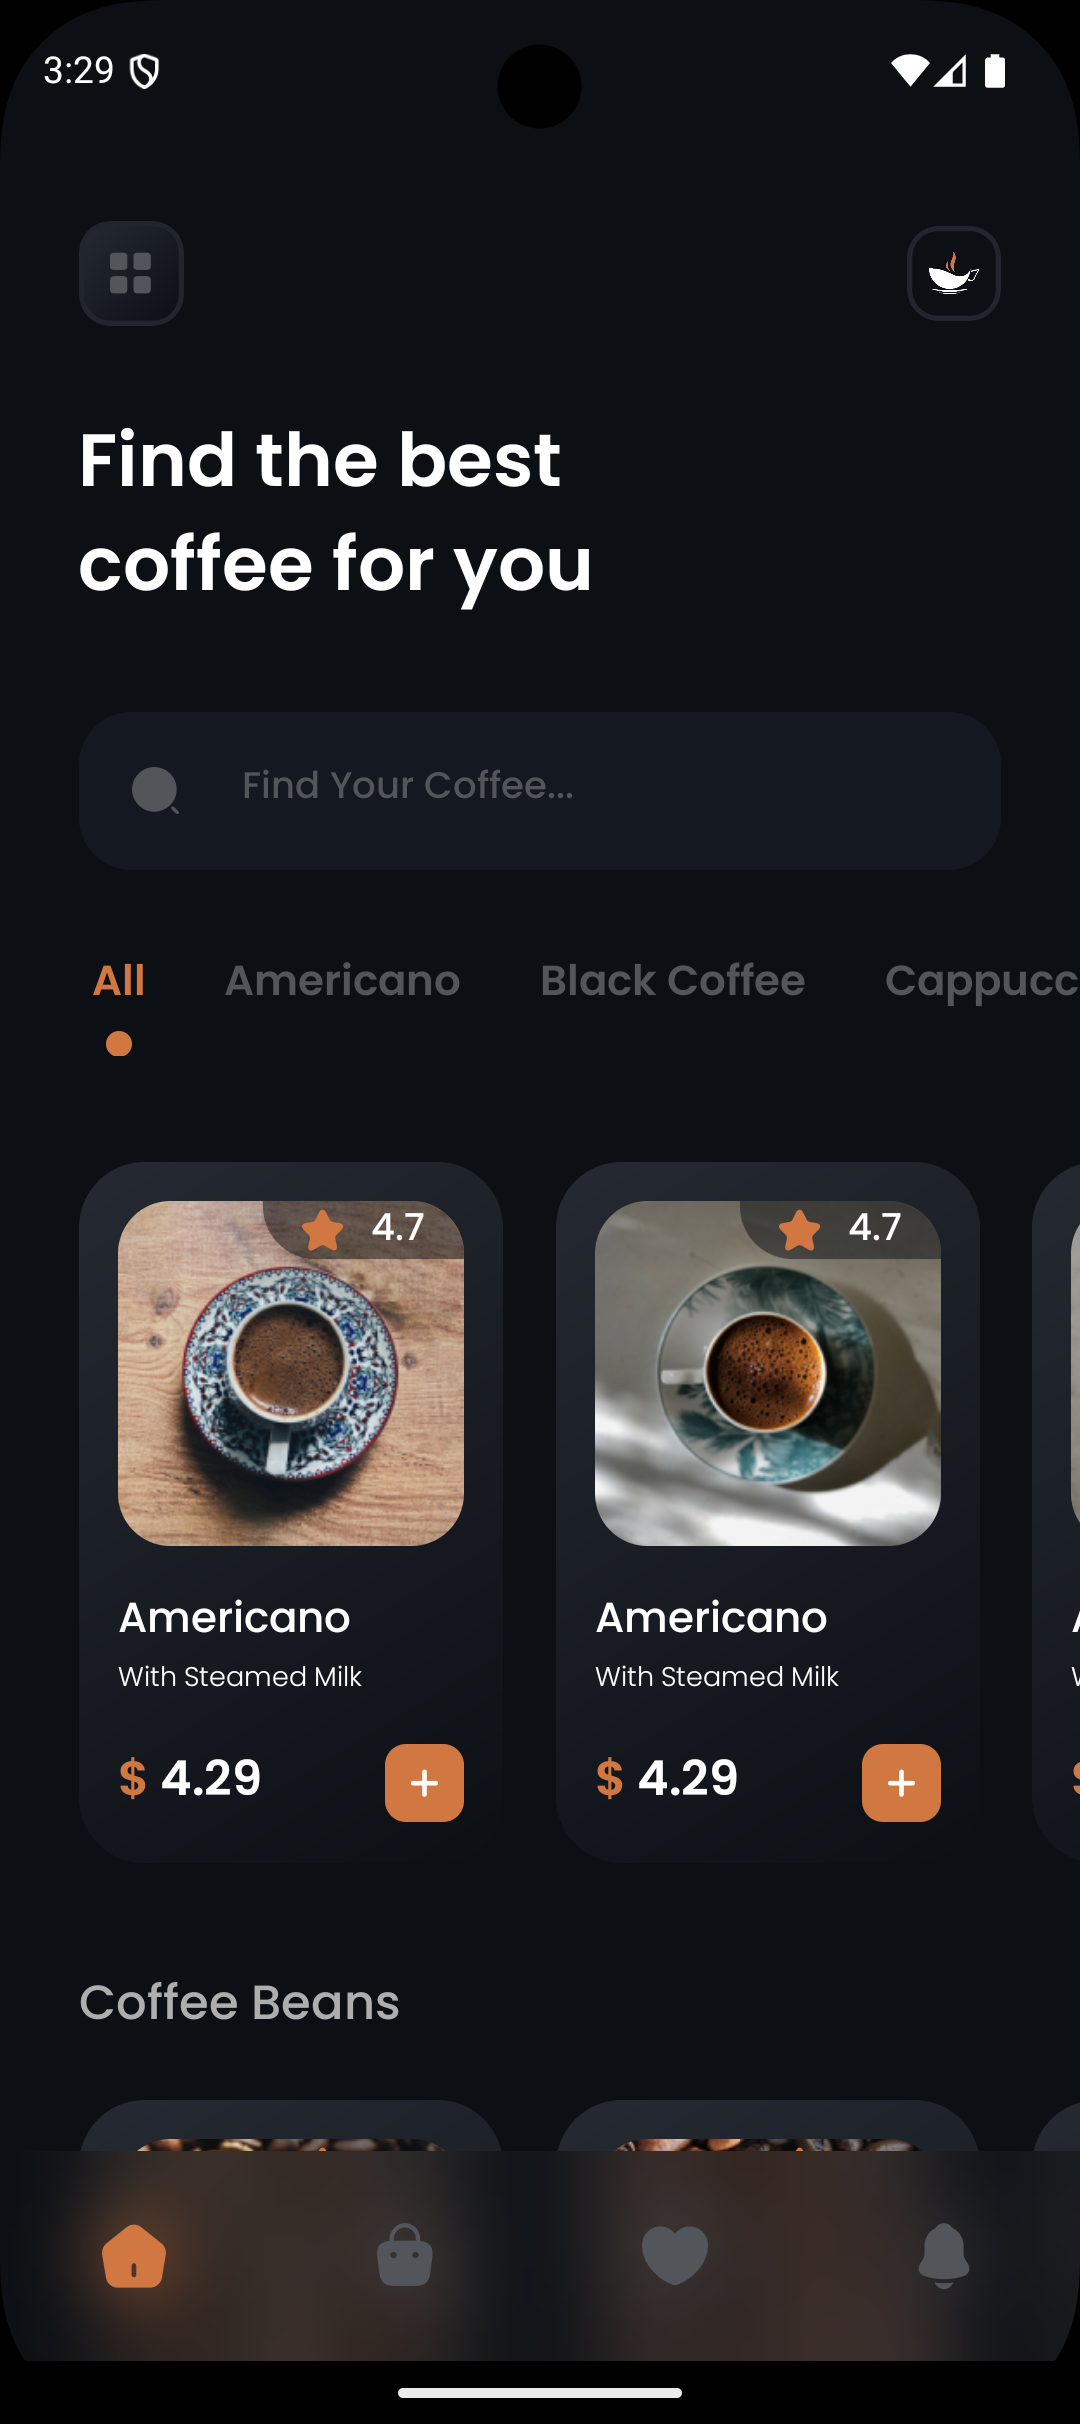 3:29
Find the best
coffee for you
Find Your Coffee...
All Americano Black Coffee Cappucc
4.7 4.7
Americano Americano
With Steamed Milk With Steamed Milk
$ 4.29 $ 4.29
Coffee Beans